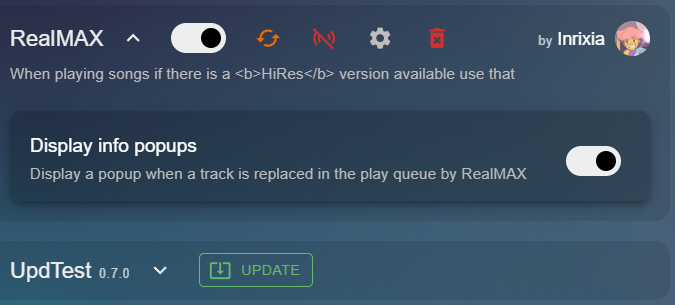 RealMAX
by Inrixia
When playing songs if there is a <b>HiRes</b> version available use that
Display info popups
Display a popup when a track is replaced in the play queue by RealMAX
UpdTest 0.7.0
UPDATE